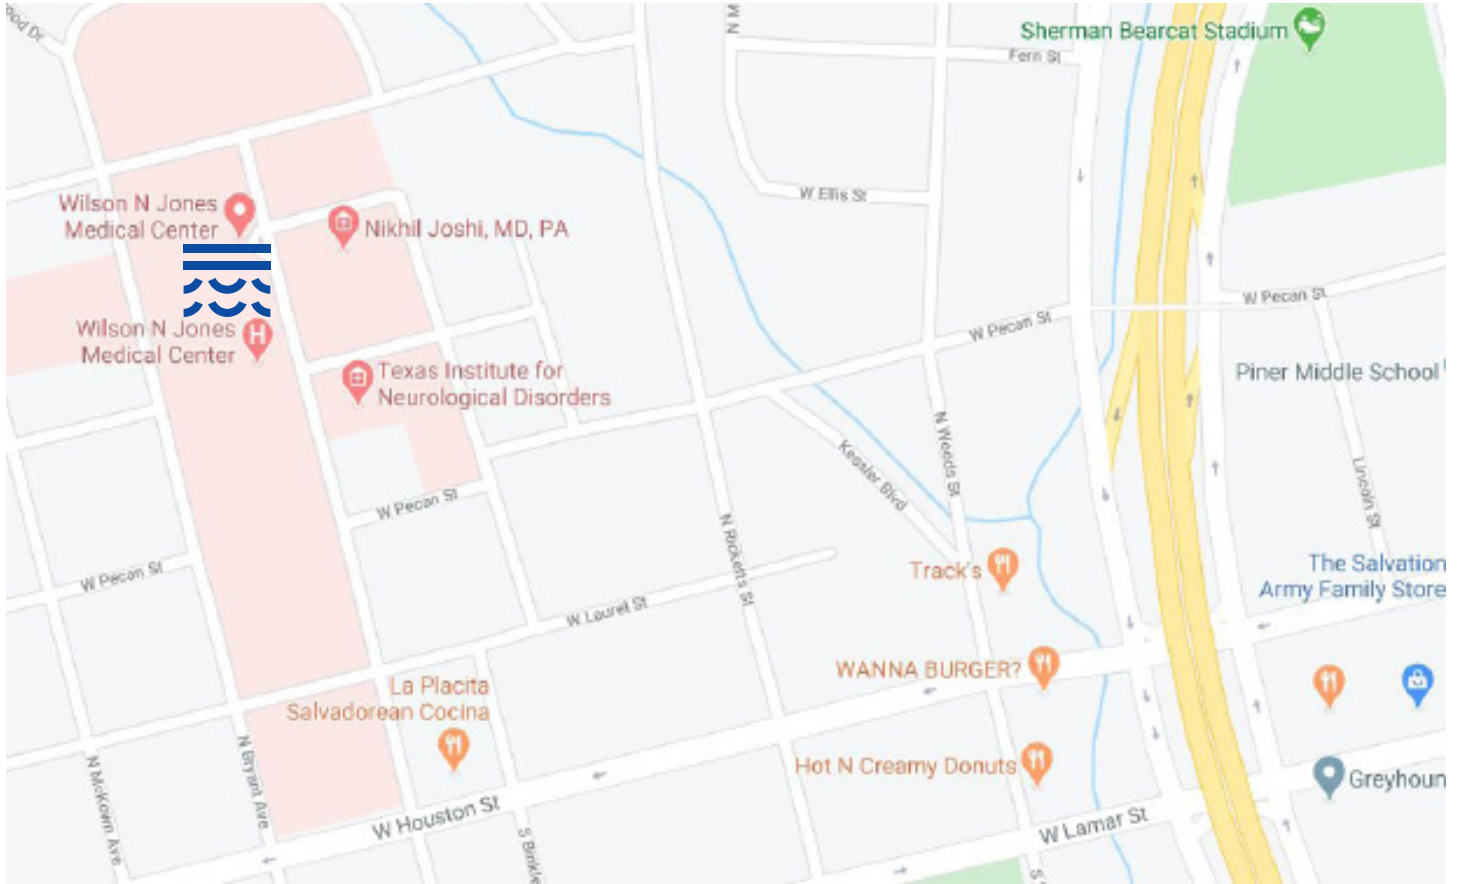 ood Dr
N M
Sherman Bearcat Stadium
Fern St
W Ellis St
Wilson N Jones
Medical Center
Nikhil Joshi, MD, PA
W Pecan St
W Pecan St
Wilson N Jones
Medical Center
Texas Institute for
Neurological Disorders
Piner Middle School
N Weeds St
Kessler Blvd
Lincoln St
W Pecan St
N Ricketts St
W Pecan St
Track's
The Salvation
Army Family Store
W Laurel St
WANNA BURGER?
La Placita
Salvadorean Cocina
N McKown Ave
N Bryant Ave
Hot N Creamy Donuts
Greyhoun
W Houston St
W Lamar St
S Binkle
S